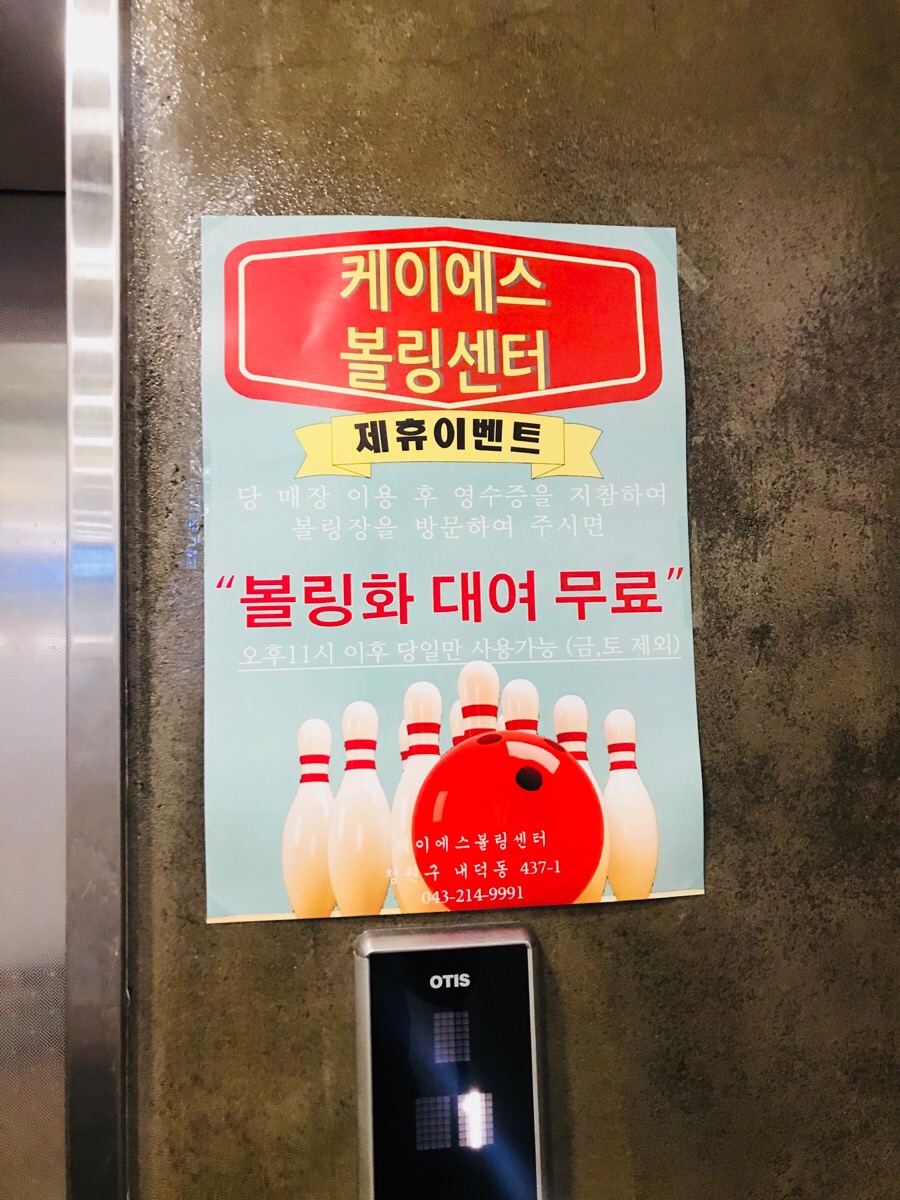 케이에스
볼링센터
제휴이벤트
당 매장 이용 후 영수증을 지참하여
볼링장을 방문하여 주시면
“볼링화 대여 무료”
오후11시 이후 당일만 사용가능 (금,토 제외)
케이에스볼링센터
청원구 내덕동 437-1
043-214-9991
OTIS
1